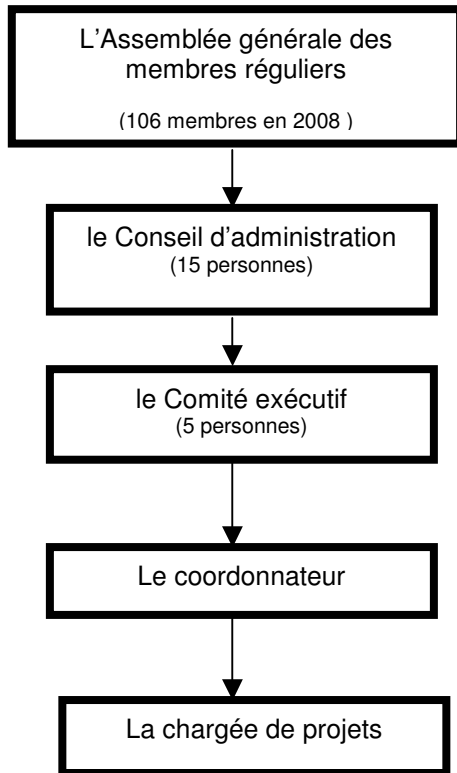 L'Assemblée générale des
membres réguliers
(106 membres en 2008 )
le Conseil d'administration
(15 personnes)
le Comité exécutif
(5 personnes)
Le coordonnateur
La chargée de projets